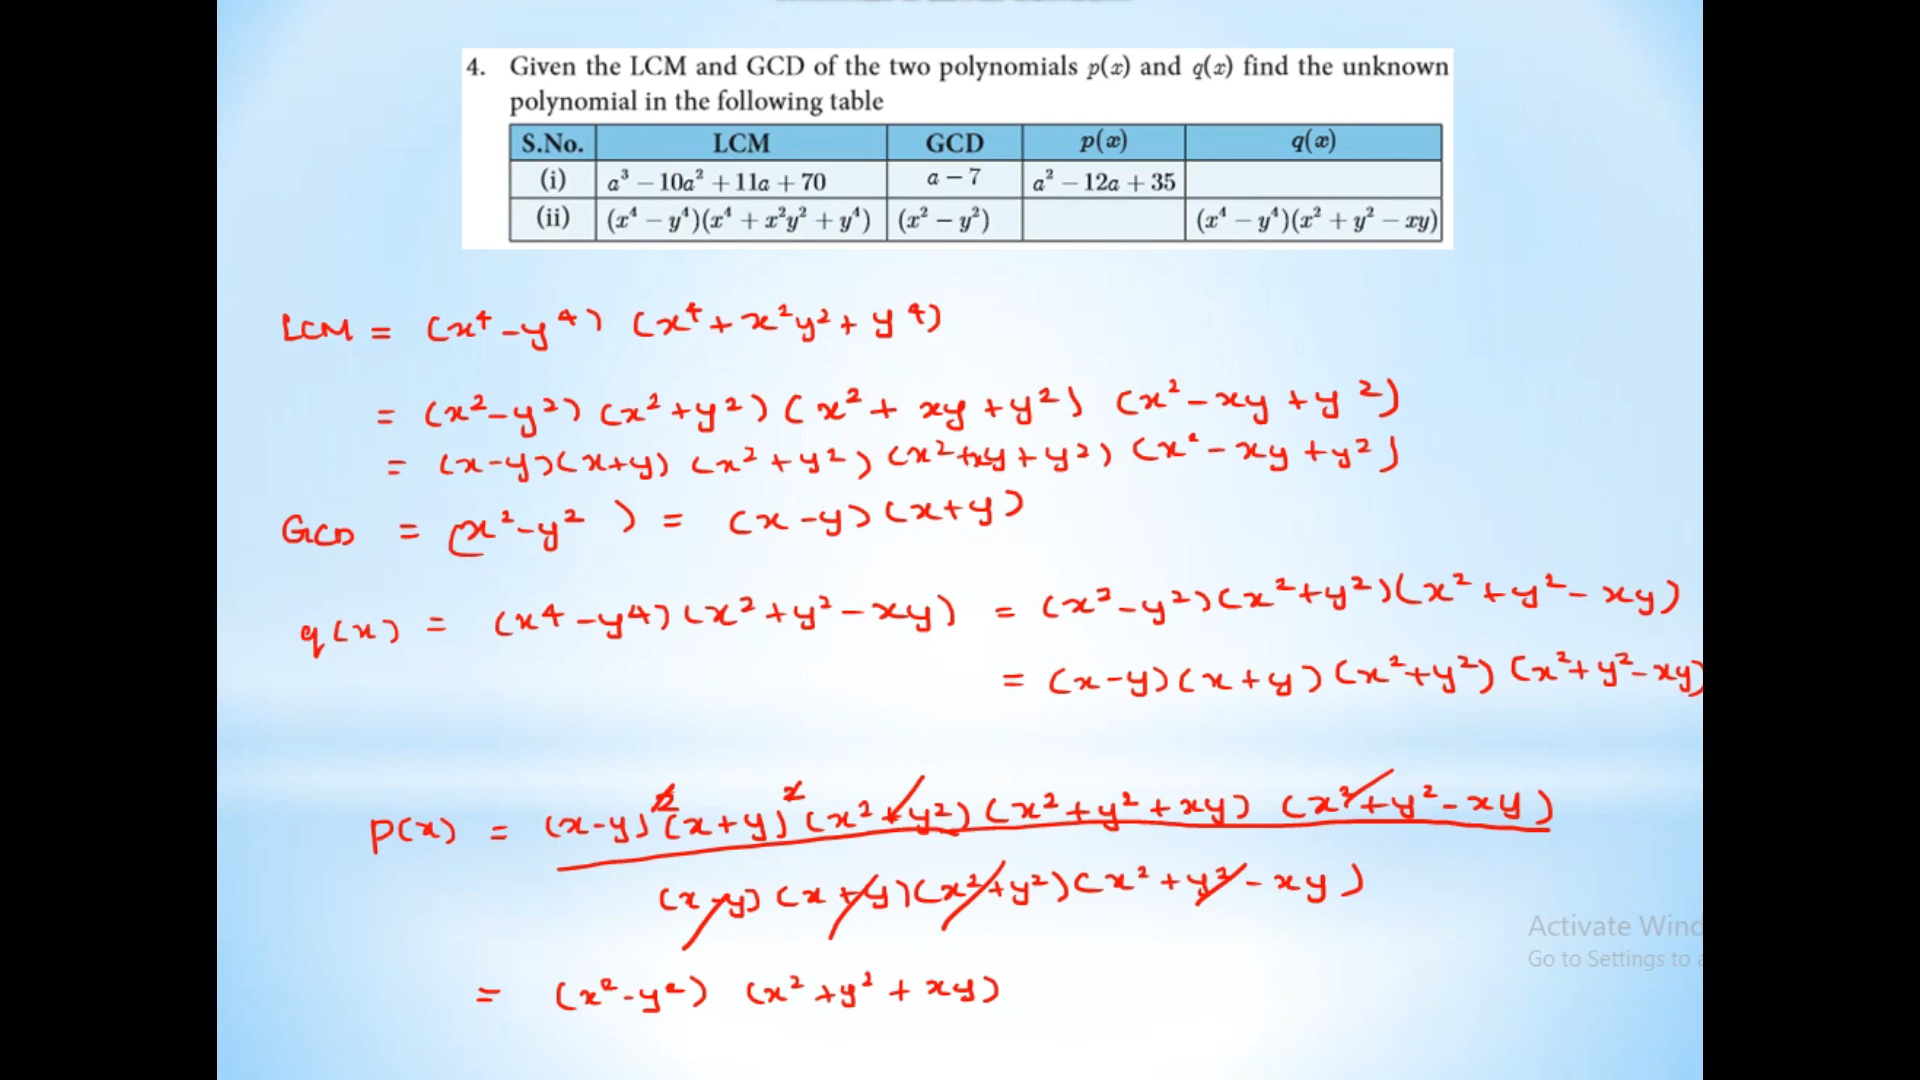 4. Given the LCM and GCD of the two polynomials p(x) and q(x) find the unknown
polynomial in the following table
S.No. LCM GCD p(x) q(x)
(i) a³ − 10a² + 11a + 70 a − 7 a² − 12a + 35
(ii) (x⁴ − y⁴)(x⁴ + x²y² + y⁴) (x² − y²) (x⁴ − y⁴)(x² + y² − xy)
LCM = (x⁴ − y⁴) (x⁴ + x²y² + y⁴)
= (x² − y²) (x² + y²) (x² + xy + y²) (x² − xy + y²)
= (x−y)(x+y) (x² + y²) (x² + xy + y²) (x² − xy + y²)
GCD = (x² − y²) = (x − y)(x + y)
q(x) = (x⁴ − y⁴)(x² + y² − xy) = (x² − y²)(x² + y²)(x² + y² − xy)
= (x−y)(x+y)(x²+y²)(x²+y²−xy)
P(x) = (x−y)²(x+y)²(x²+y²)(x²+y²+xy) (x²+y²−xy)
(x−y)(x+y)(x²+y²)(x²+y²−xy)
= (x²−y²) (x²+y²+xy)
Activate Wind
Go to Settings to a